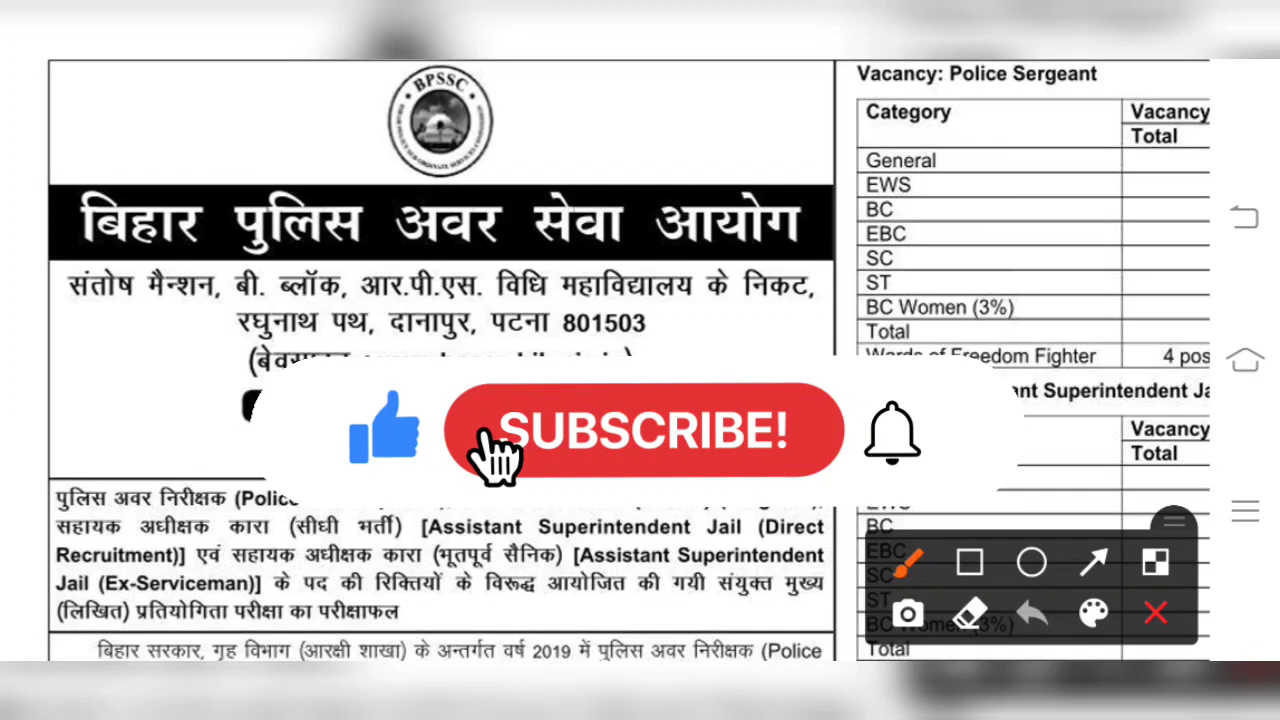 BPSSC
बिहार पुलिस अवर सेवा आयोग
संतोष मैन्शन, बी. ब्लॉक, आर.पी.एस. विधि महाविद्यालय के निकट,
रघुनाथ पथ, दानापुर, पटना 801503
पुलिस अवर निरीक्षक
सहायक अधीक्षक कारा (सीधी भर्ती) [Assistant Superintendent Jail (Direct
Recruitment)] एवं सहायक अधीक्षक कारा (भूतपूर्व सैनिक) [Assistant Superintendent
Jail (Ex-Serviceman)] के पद की रिक्तियों के विरूद्ध आयोजित की गयी संयुक्त मुख्य
(लिखित) प्रतियोगिता परीक्षा का परीक्षाफल
बिहार सरकार, गृह विभाग (आरक्षी शाखा) के अन्तर्गत वर्ष 2019 में पुलिस अवर निरीक्षक (Police
Vacancy: Police Sergeant
Category Vacancy
Total
General
EWS
BC
EBC
SC
ST
BC Women (3%)
Total
Wards of Freedom Fighter 4 pos
Superintendent
Vacancy
Total
BC
EBC
SC
ST
BC Women (3%)
Total
SUBSCRIBE!